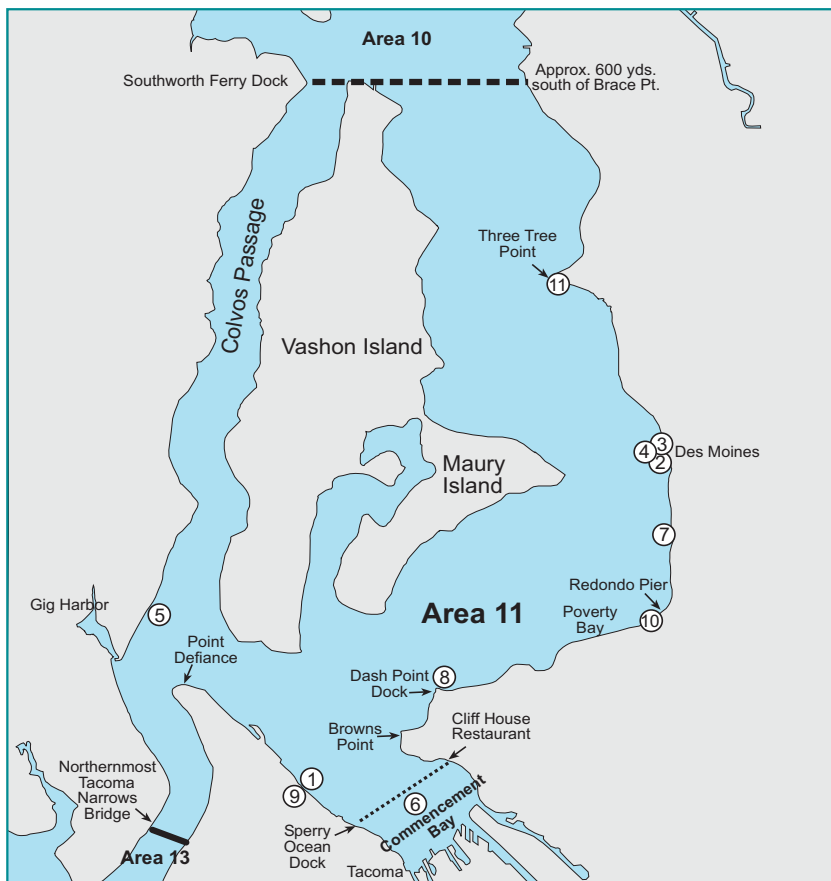 Area 10
Southworth Ferry Dock
Approx. 600 yds.
south of Brace Pt.
Colvos Passage
Three Tree
Point
11
Vashon Island
3
4
Des Moines
2
Maury
Island
7
Redondo Pier
Gig Harbor
5
Area 11
Poverty
Bay
10
Point
Defiance
8
Dash Point
Dock
Cliff House
Restaurant
Browns
Point
Northernmost
Tacoma
Narrows
Bridge
1
9
6
Commencement
Bay
Sperry
Ocean
Dock
Area 13
Tacoma